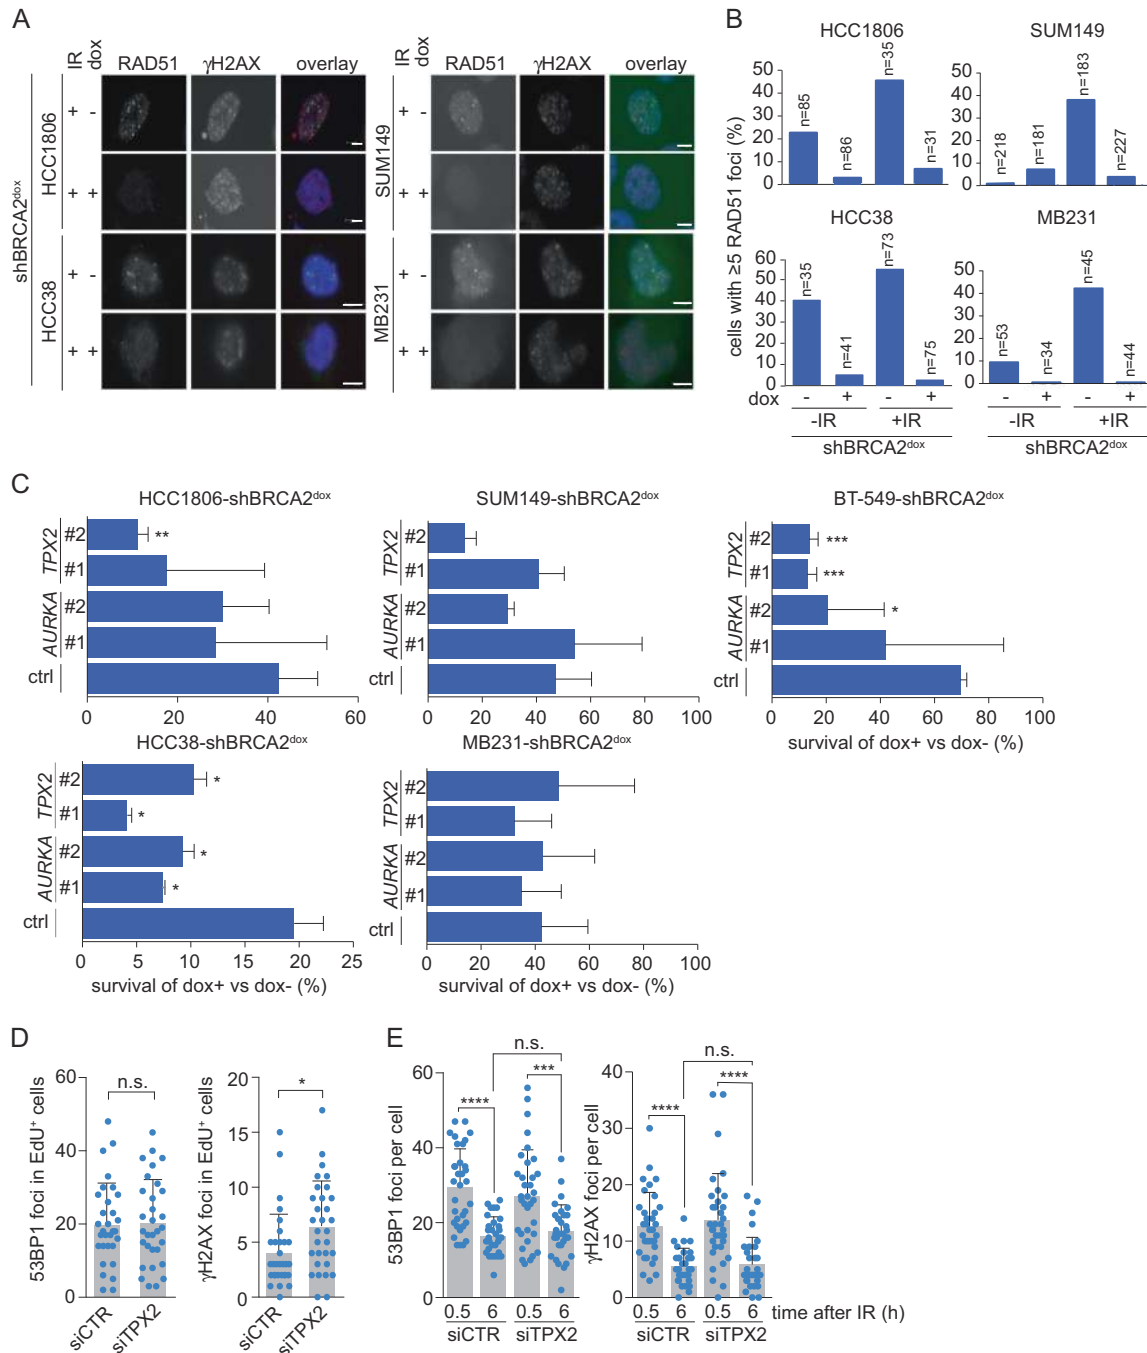 A
IR
dox
RAD51
γH2AX
overlay
RAD51
γH2AX
overlay
shBRCA2dox
HCC1806
+ -
+ +
HCC38
+ -
+ +
SUM149
+ -
+ +
MB231
+ -
+ +
B
cells with ≥5 RAD51 foci (%)
HCC1806
50
40
30
20
10
0
n=85
n=86
n=35
n=31
SUM149
50
40
30
20
10
0
n=218
n=181
n=183
n=227
HCC38
60
50
40
30
20
10
0
n=35
n=41
n=73
n=75
MB231
50
40
30
20
10
0
n=53
n=34
n=45
n=44
dox - + - + - + - +
-IR +IR -IR +IR
shBRCA2dox shBRCA2dox
C
HCC1806-shBRCA2dox
TPX2
#2 **
#1
AURKA
#2
#1
ctrl
0 20 40 60
SUM149-shBRCA2dox
TPX2
#2
#1
AURKA
#2
#1
ctrl
0 20 40 60 80 100
BT-549-shBRCA2dox
TPX2
#2 ***
#1 ***
AURKA
#2 *
#1
ctrl
0 20 40 60 80 100
survival of dox+ vs dox- (%)
HCC38-shBRCA2dox
TPX2
#2 *
#1 *
AURKA
#2 *
#1 *
ctrl
0 5 10 15 20 25
survival of dox+ vs dox- (%)
MB231-shBRCA2dox
TPX2
#2
#1
AURKA
#2
#1
ctrl
0 20 40 60 80 100
survival of dox+ vs dox- (%)
D
53BP1 foci in EdU+ cells
60
40
20
0
n.s.
siCTR
siTPX2
γH2AX foci in EdU+ cells
20
15
10
5
0
*
siCTR
siTPX2
E
53BP1 foci per cell
60
40
20
0
n.s.
****
***
0.5 6 0.5 6
siCTR siTPX2
γH2AX foci per cell
40
30
20
10
0
n.s.
****
****
0.5 6 0.5 6 time after IR (h)
siCTR siTPX2